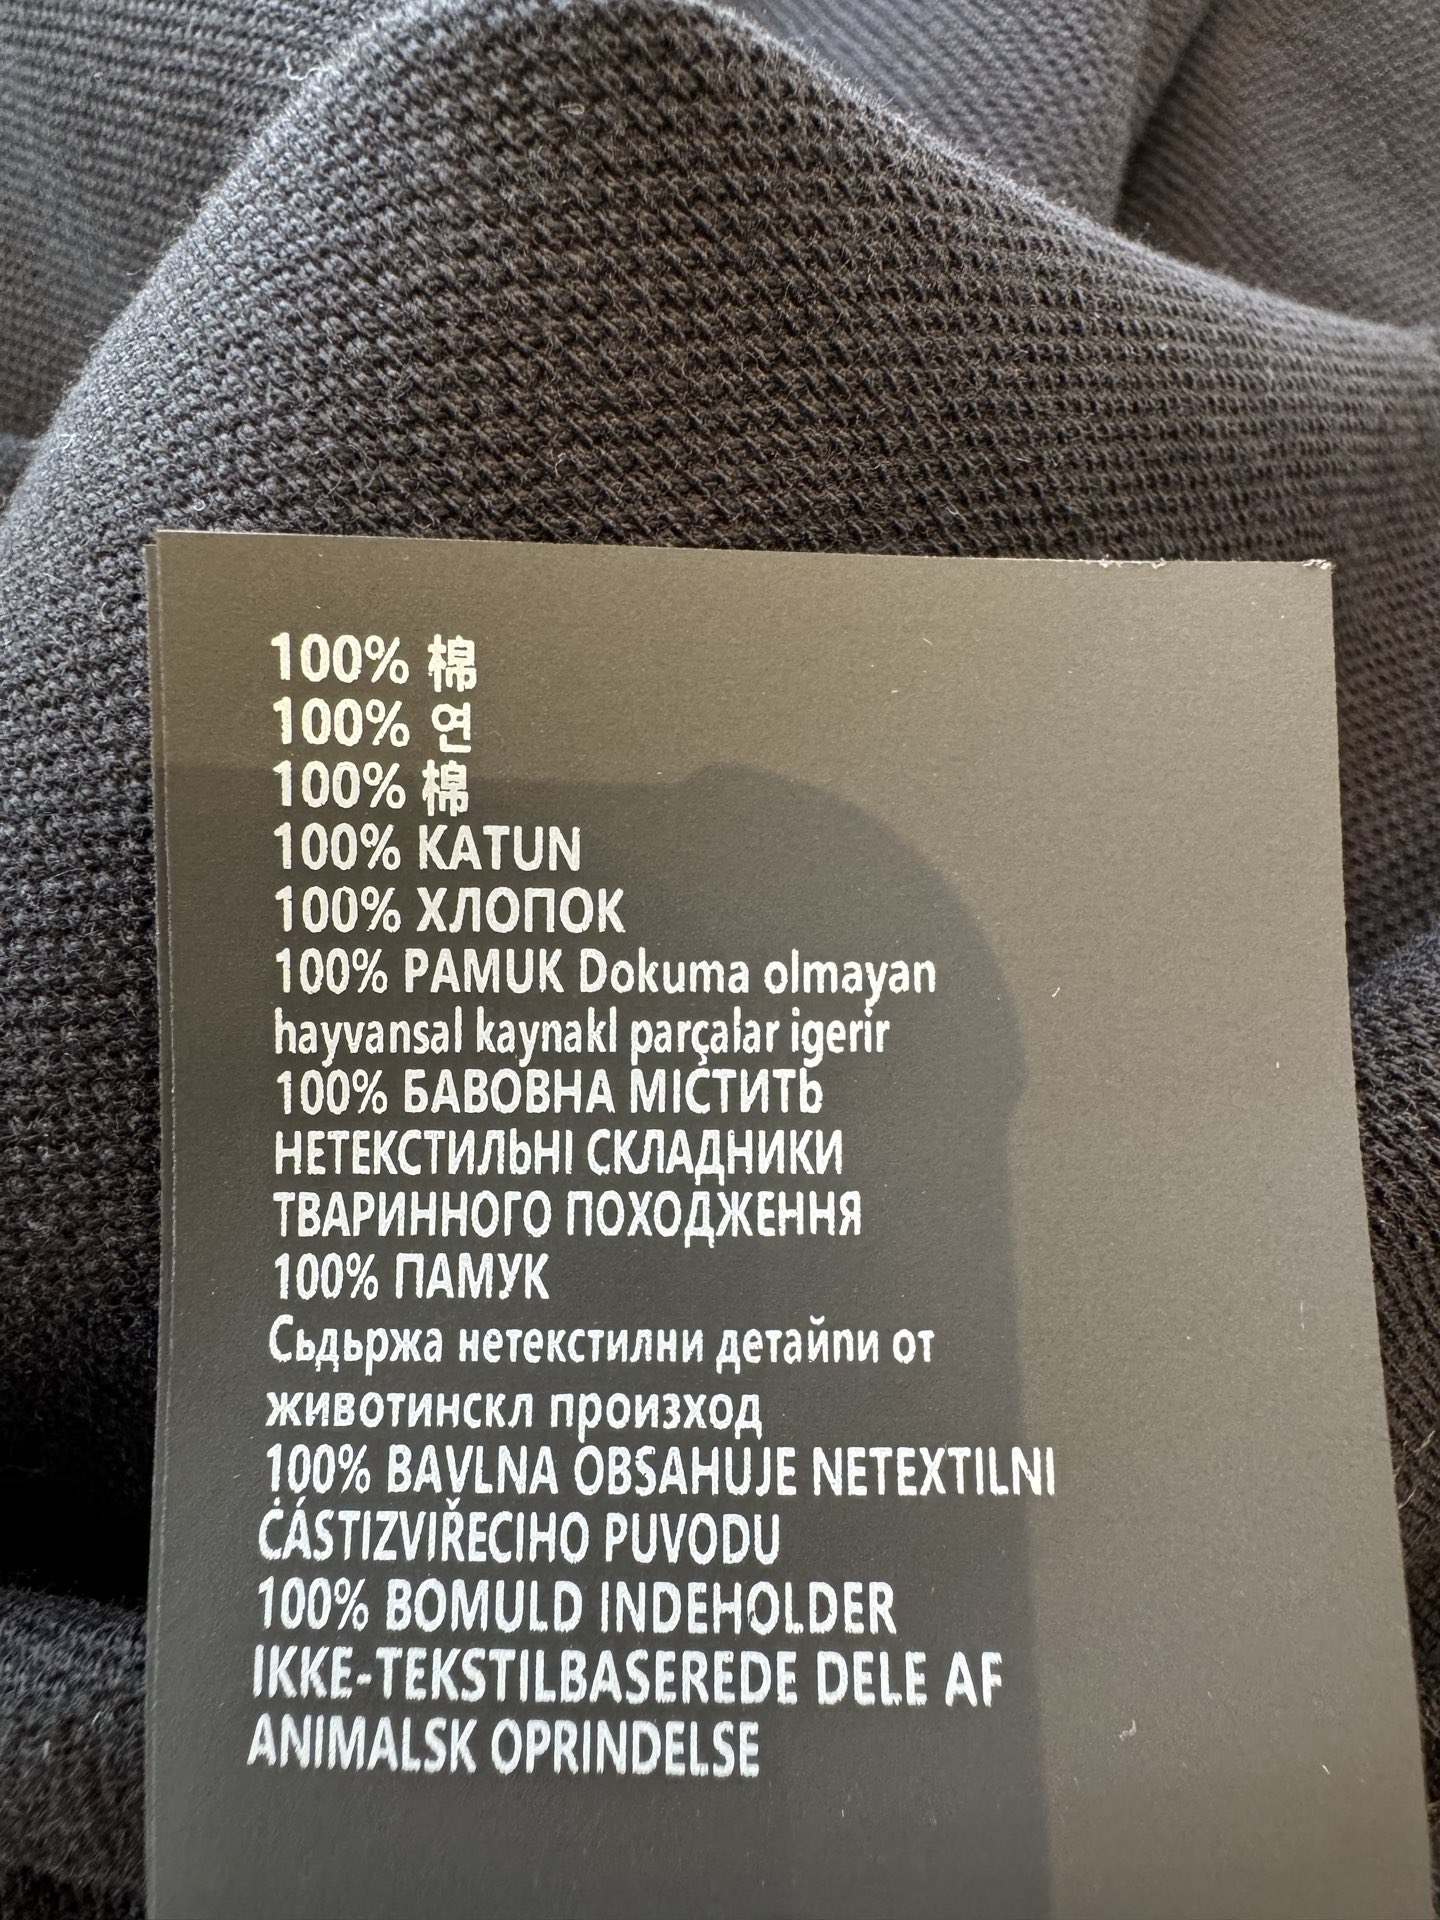 100% 棉
100% 연
100% 棉
100% KATUN
100% ХЛОПОК
100% PAMUK Dokuma olmayan
hayvansal kaynakl parçalar igerir
100% БАВОВНА МІСТИТЬ
НЕТЕКСТИЛЬНІ СКЛАДНИКИ
ТВАРИННОГО ПОХОДЖЕННЯ
100% ПАМУК
Съдържа нетекстилни детайпи от
животинскл произход
100% BAVLNA OBSAHUJE NETEXTILNI
ĊÁSTIZVIŘECIHO PUVODU
100% BOMULD INDEHOLDER
IKKE-TEKSTILBASEREDE DELE AF
ANIMALSK OPRINDELSE